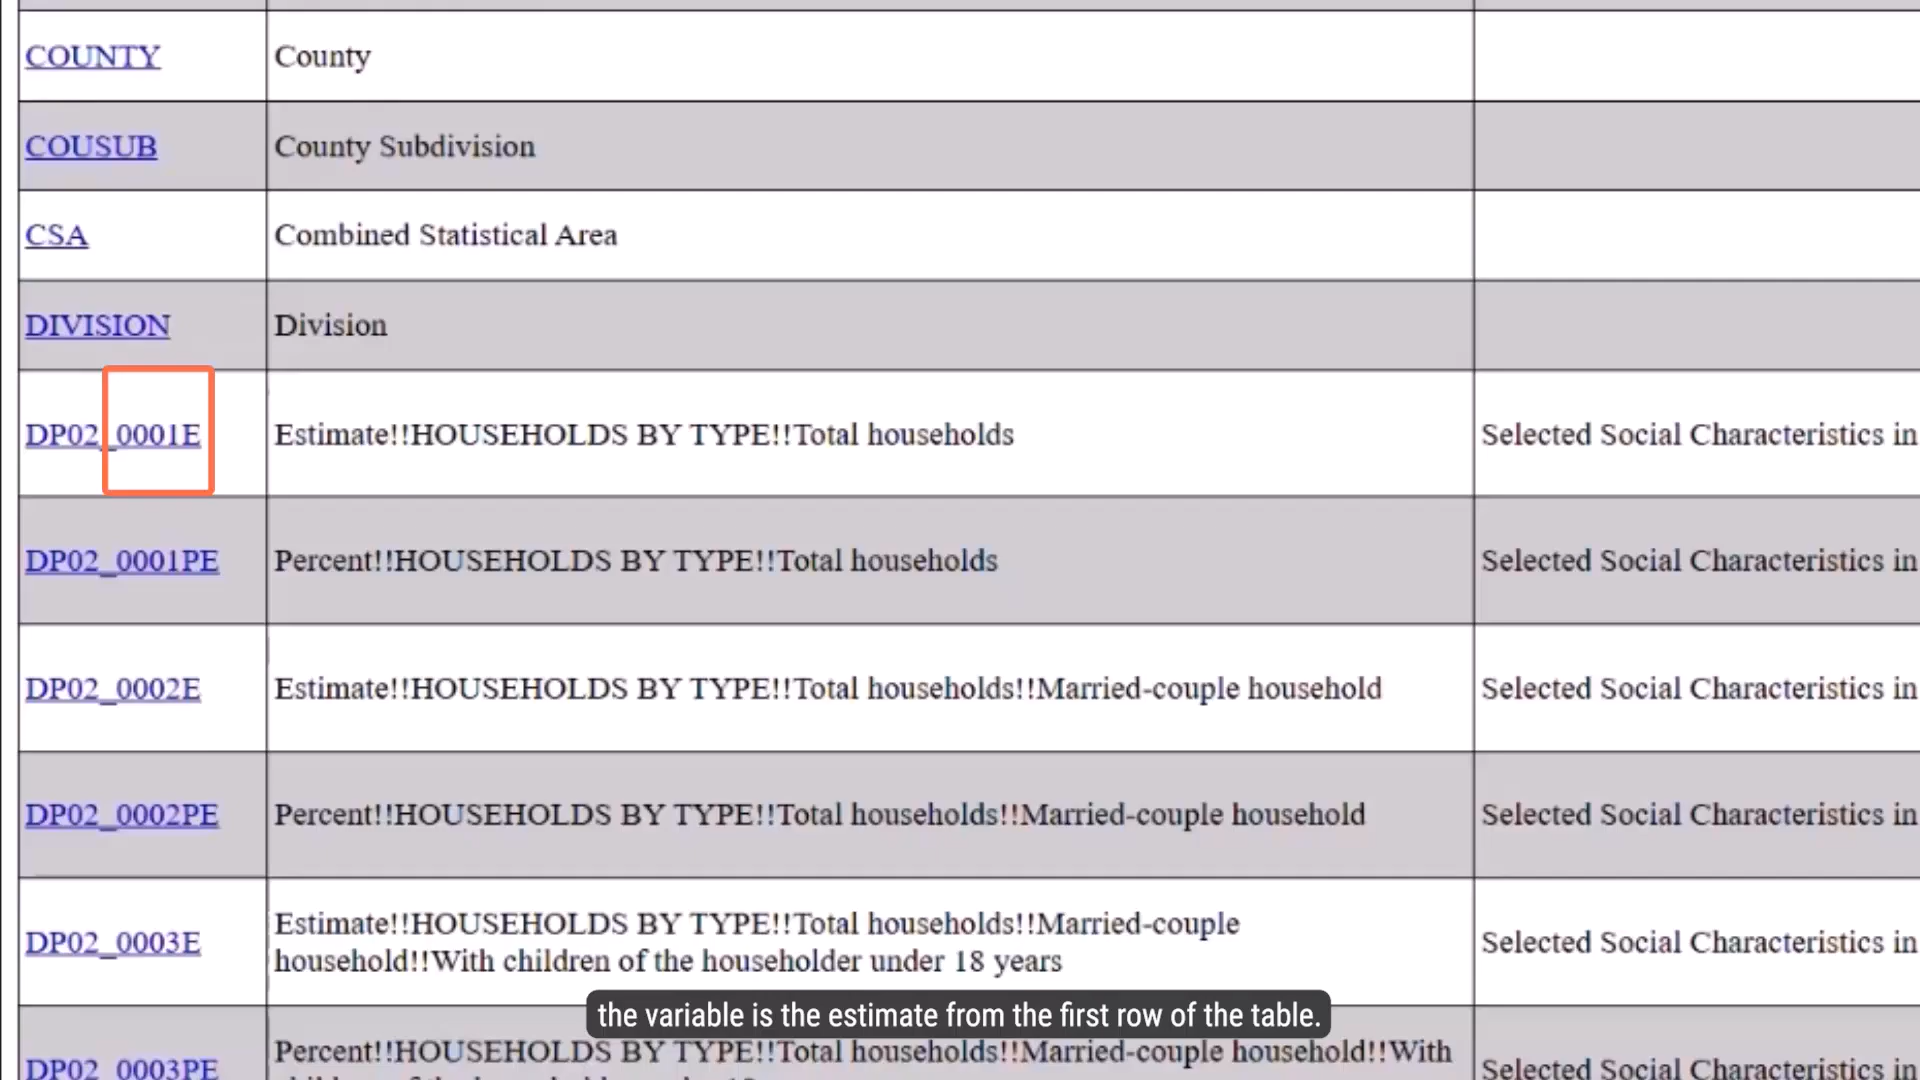 COUNTY County
COUSUB County Subdivision
CSA Combined Statistical Area
DIVISION Division
DP02_0001E Estimate!!HOUSEHOLDS BY TYPE!!Total households Selected Social Characteristics in
DP02_0001PE Percent!!HOUSEHOLDS BY TYPE!!Total households Selected Social Characteristics in
DP02_0002E Estimate!!HOUSEHOLDS BY TYPE!!Total households!!Married-couple household Selected Social Characteristics in
DP02_0002PE Percent!!HOUSEHOLDS BY TYPE!!Total households!!Married-couple household Selected Social Characteristics in
DP02_0003E Estimate!!HOUSEHOLDS BY TYPE!!Total households!!Married-couple
household!!With children of the householder under 18 years Selected Social Characteristics in
the variable is the estimate from the first row of the table.
DP02_0003PE Percent!!HOUSEHOLDS BY TYPE!!Total households!!Married-couple household!!With Selected Social Characteristics in